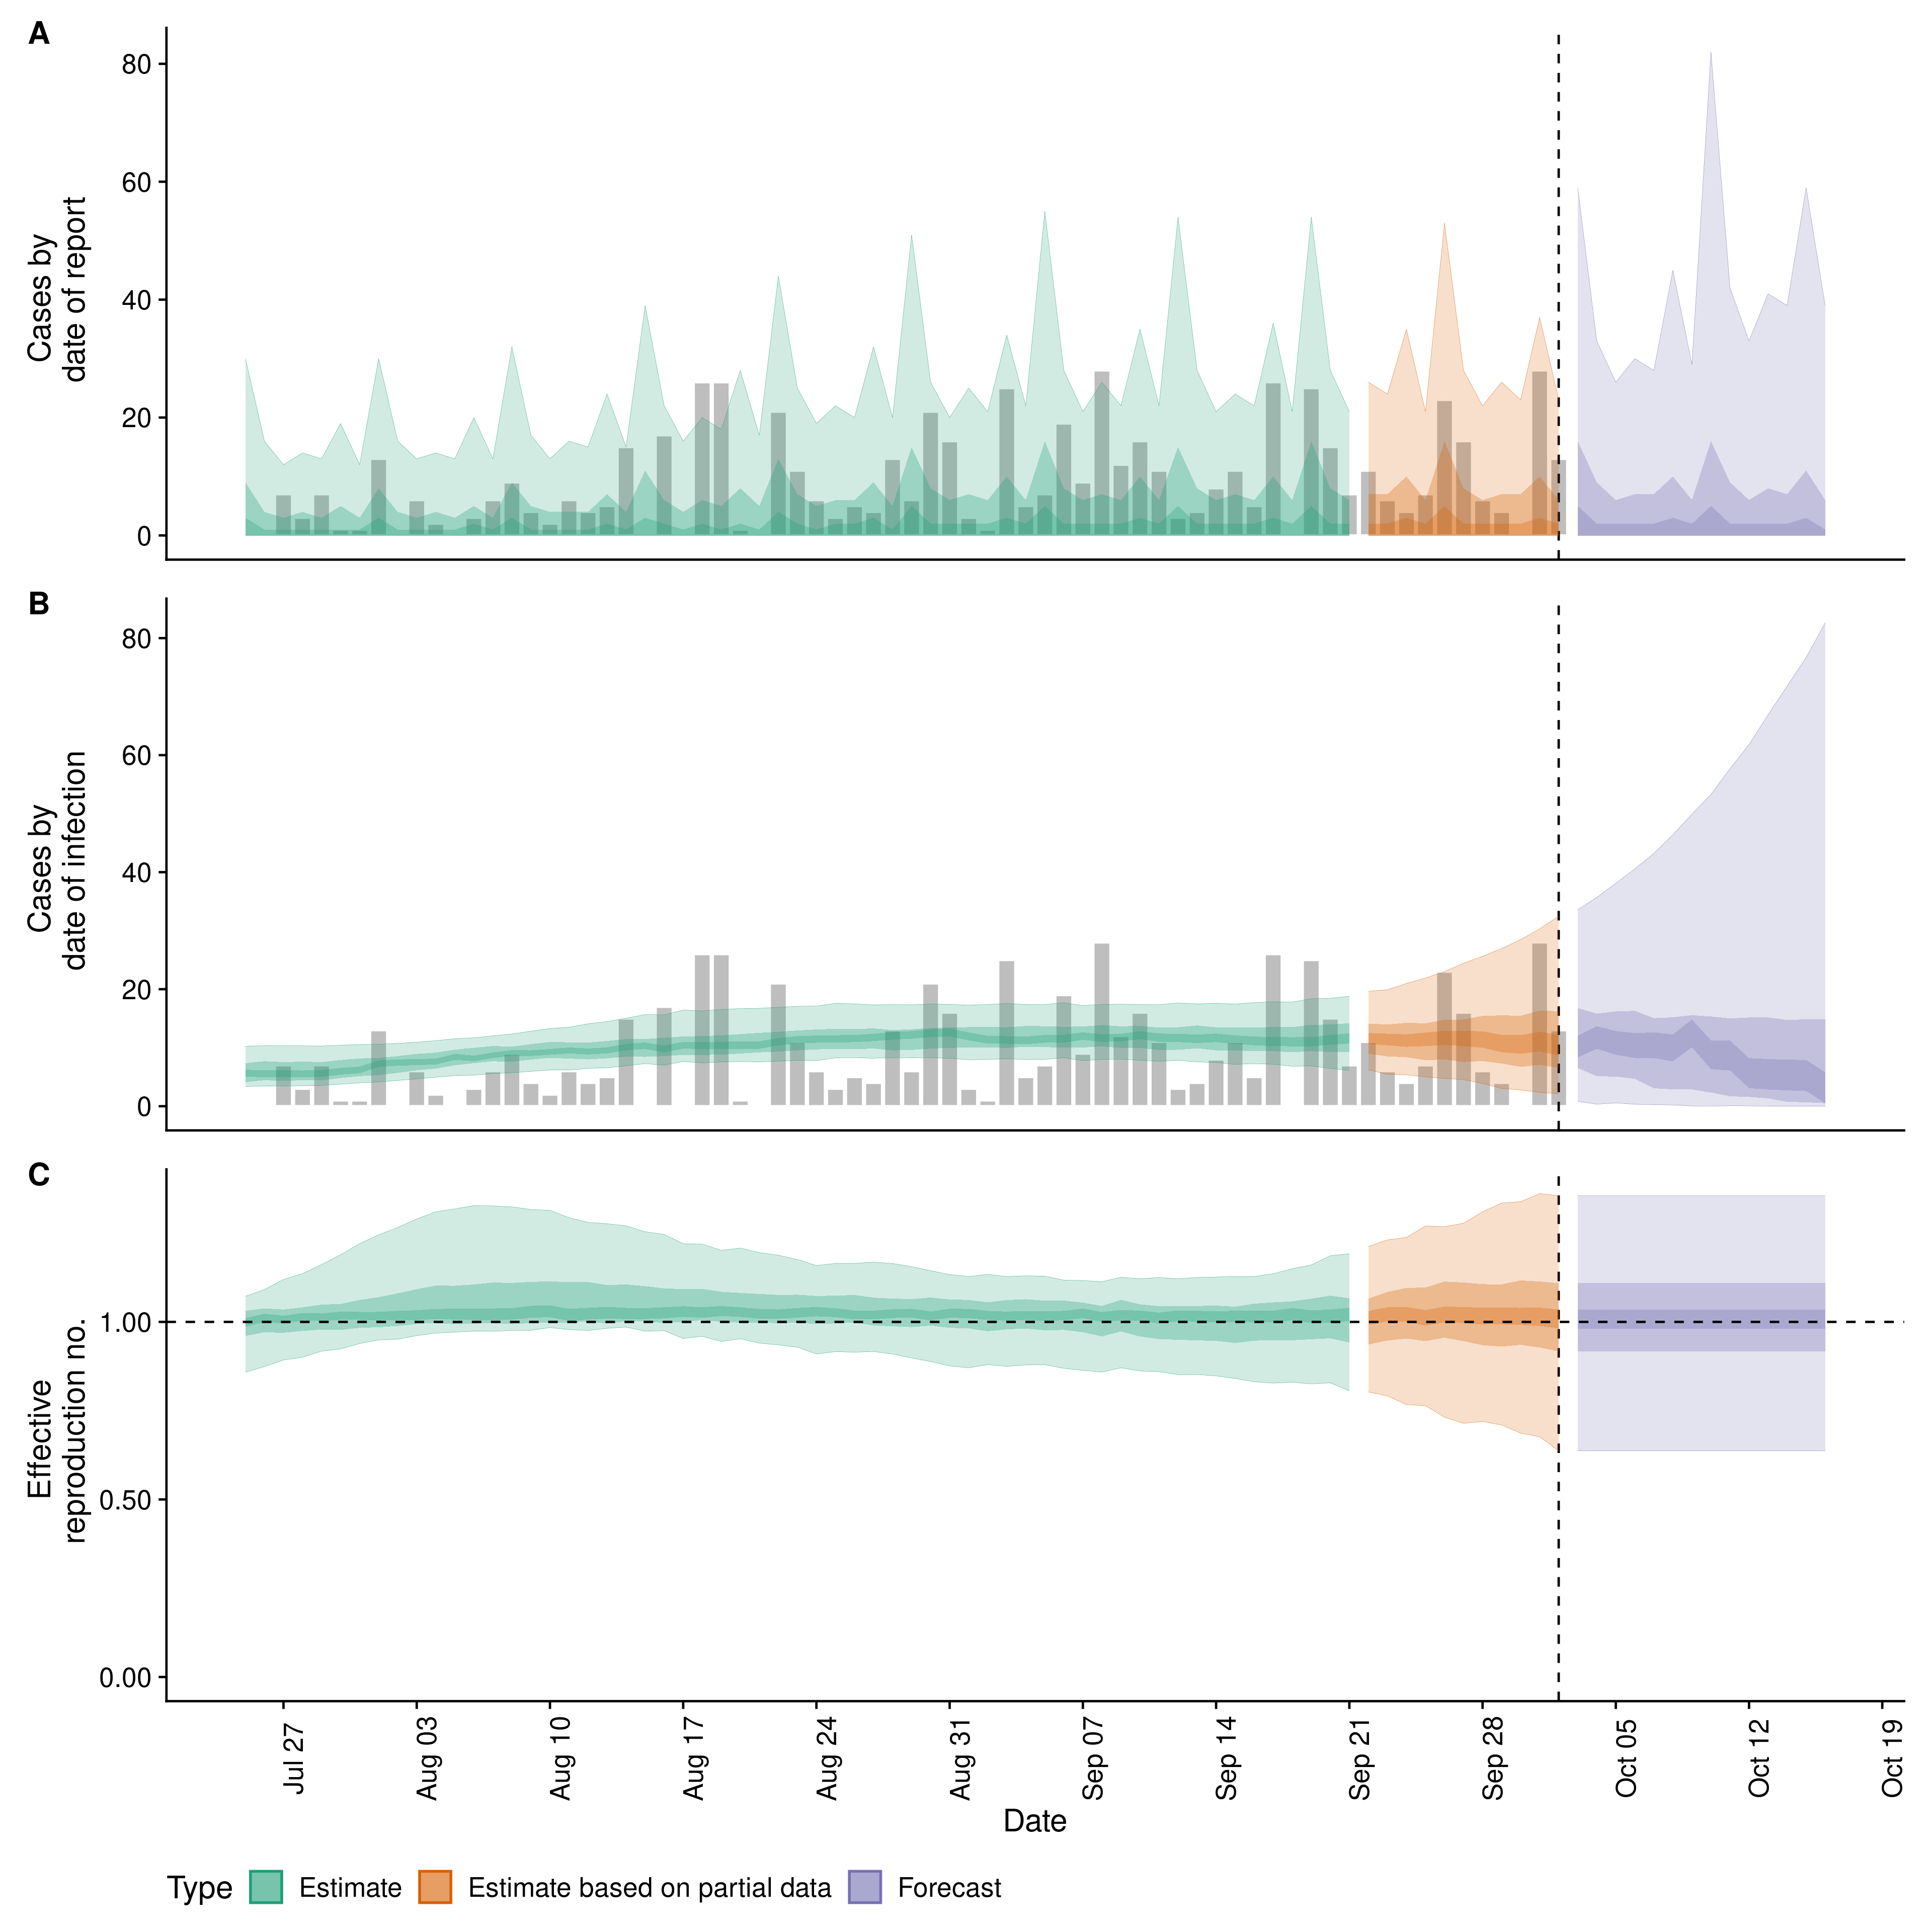 A
80
60
40
20
0
Cases by
date of report
B
80
60
40
20
0
Cases by
date of infection
C
1.00
0.50
0.00
Effective
reproduction no.
Jul 27
Aug 03
Aug 10
Aug 17
Aug 24
Aug 31
Sep 07
Sep 14
Sep 21
Sep 28
Oct 05
Oct 12
Oct 19
Date
Type Estimate Estimate based on partial data Forecast